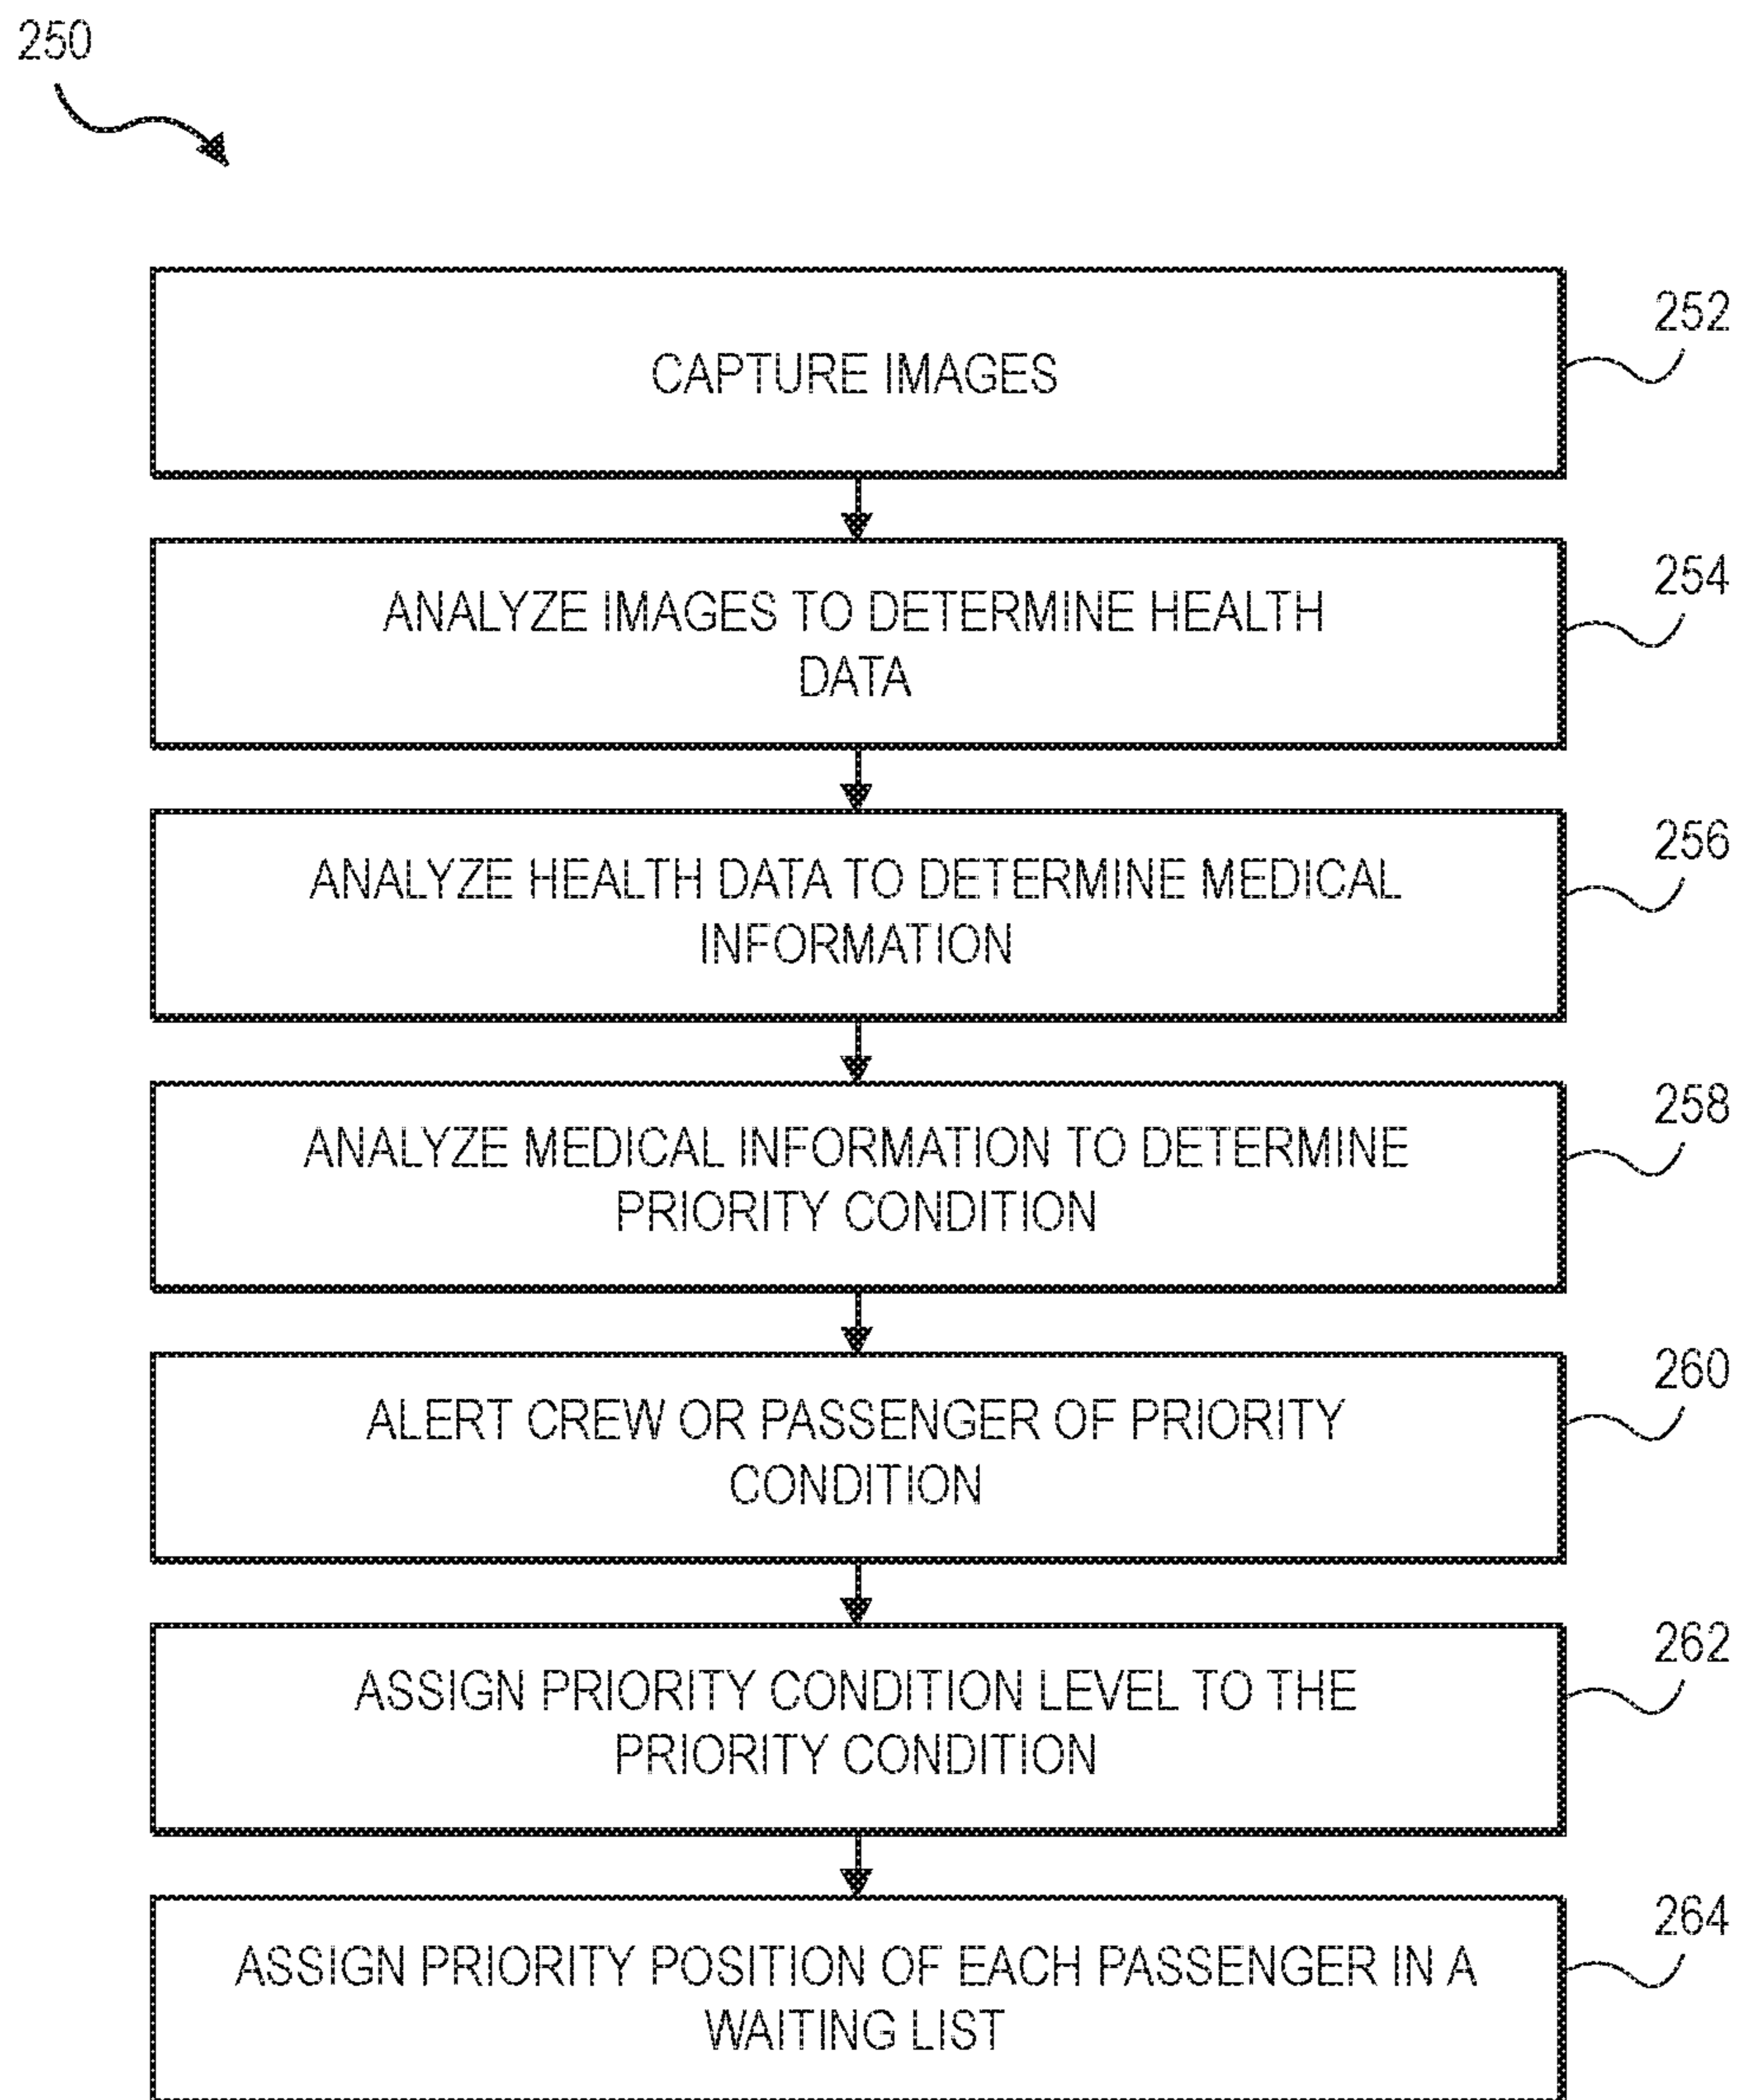 250
CAPTURE IMAGES
252
ANALYZE IMAGES TO DETERMINE HEALTH
DATA
254
ANALYZE HEALTH DATA TO DETERMINE MEDICAL
INFORMATION
256
ANALYZE MEDICAL INFORMATION TO DETERMINE
PRIORITY CONDITION
258
ALERT CREW OR PASSENGER OF PRIORITY
CONDITION
260
ASSIGN PRIORITY CONDITION LEVEL TO THE
PRIORITY CONDITION
262
ASSIGN PRIORITY POSITION OF EACH PASSENGER IN A
WAITING LIST
264